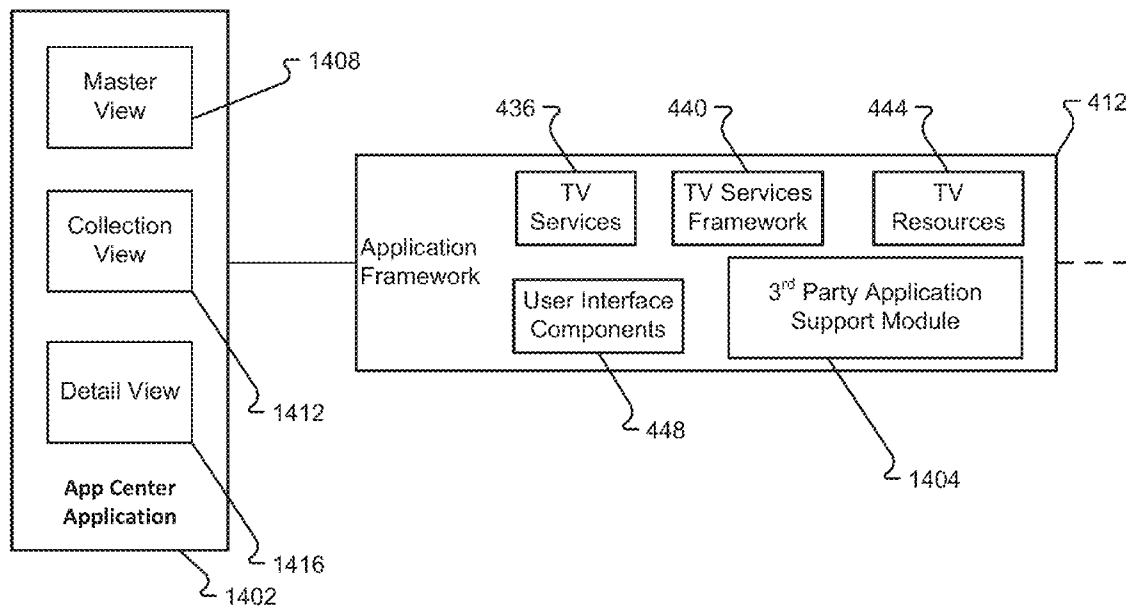 Master
View
1408
Collection
View
1412
Detail View
1416
App Center
Application
1402
436
440
444
412
TV
Services
TV Services
Framework
TV
Resources
Application
Framework
User Interface
Components
3rd Party Application
Support Module
448
1404